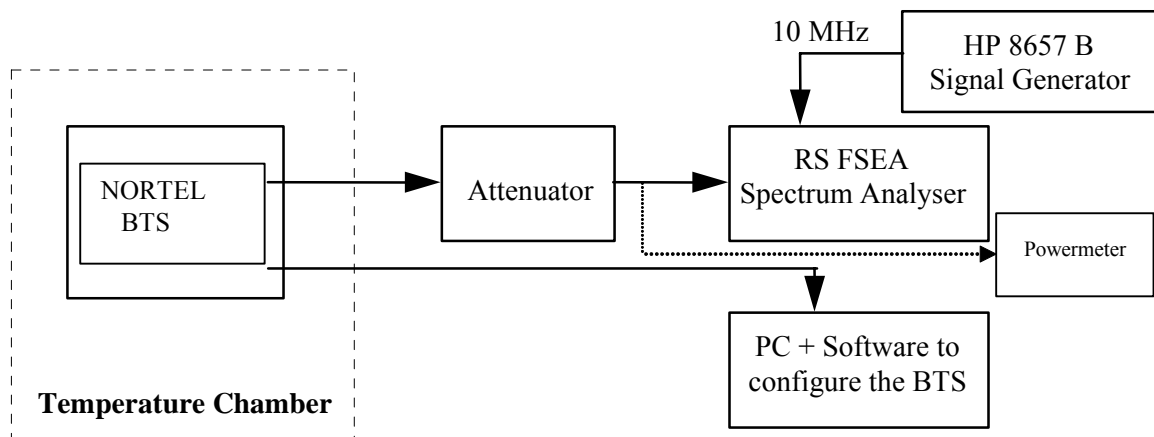 10 MHz
HP 8657 B
Signal Generator
NORTEL
BTS
Attenuator
RS FSEA
Spectrum Analyser
Powermeter
PC + Software to
configure the BTS
Temperature Chamber